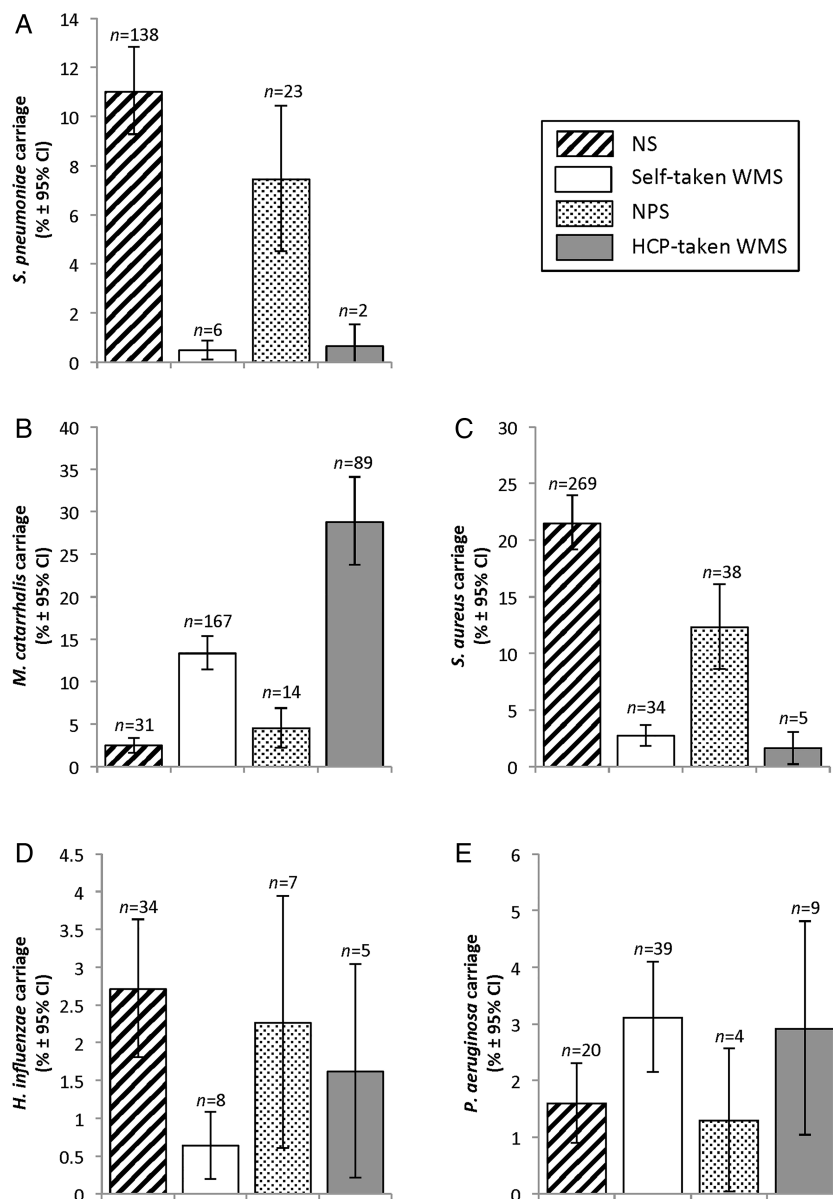 A
S. pneumoniae carriage
(% ± 95% CI)
14
12
10
8
6
4
2
0
n=138
n=6
n=23
n=2
NS
Self-taken WMS
NPS
HCP-taken WMS
B
M. catarrhalis carriage
(% ± 95% CI)
40
35
30
25
20
15
10
5
0
n=31
n=167
n=14
n=89
C
S. aureus carriage
(% ± 95% CI)
30
25
20
15
10
5
0
n=269
n=34
n=38
n=5
D
H. influenzae carriage
(% ± 95% CI)
4.5
4
3.5
3
2.5
2
1.5
1
0.5
0
n=34
n=8
n=7
n=5
E
P. aeruginosa carriage
(% ± 95% CI)
6
5
4
3
2
1
0
n=20
n=39
n=4
n=9